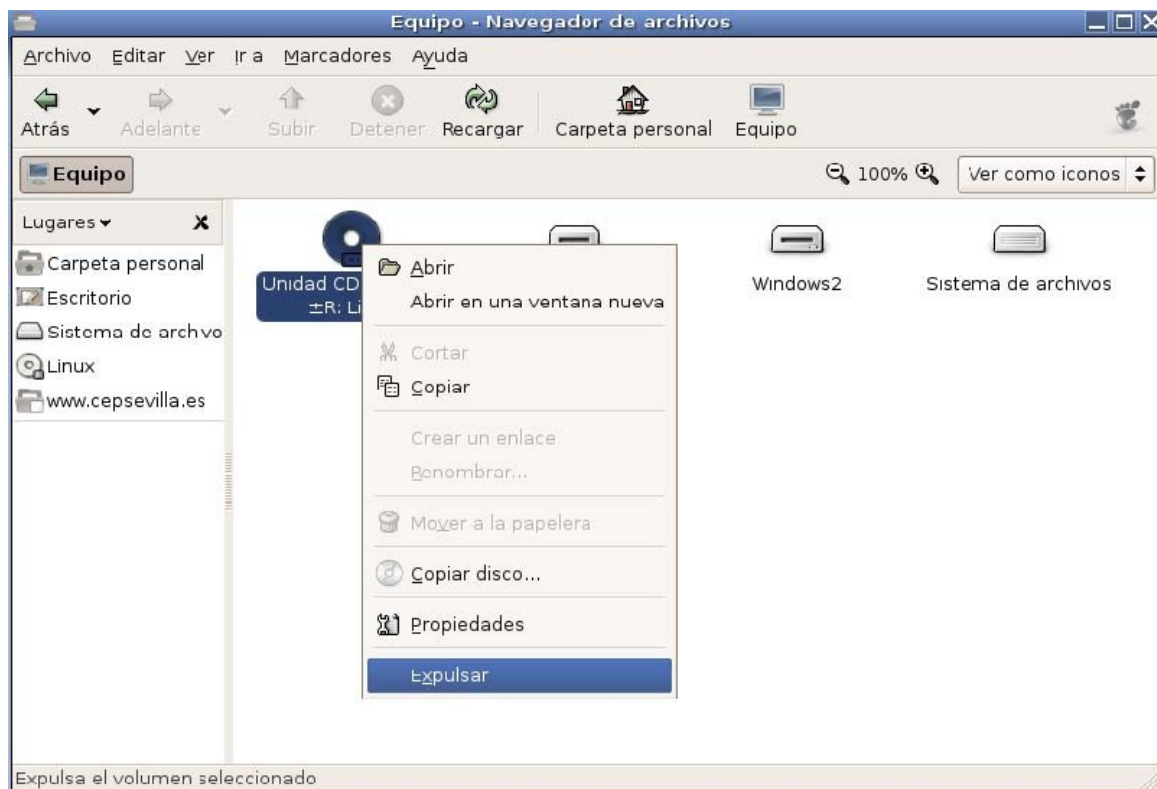 Equipo - Navegador de archivos
Archivo Editar Ver Ir a Marcadores Ayuda
Atrás Adelante Subir Detener Recargar Carpeta personal Equipo
Equipo 100% Ver como iconos
Lugares
Carpeta personal
Escritorio
Sistema de archvo
Linux
www.cepsevilla.es
Unidad CD
±R: Li
Windows2
Sistema de archivos
Abrir
Abrir en una ventana nueva
Cortar
Copiar
Crear un enlace
Renombrar...
Mover a la papelera
Copiar disco...
Propiedades
Expulsar
Expulsa el volumen seleccionado